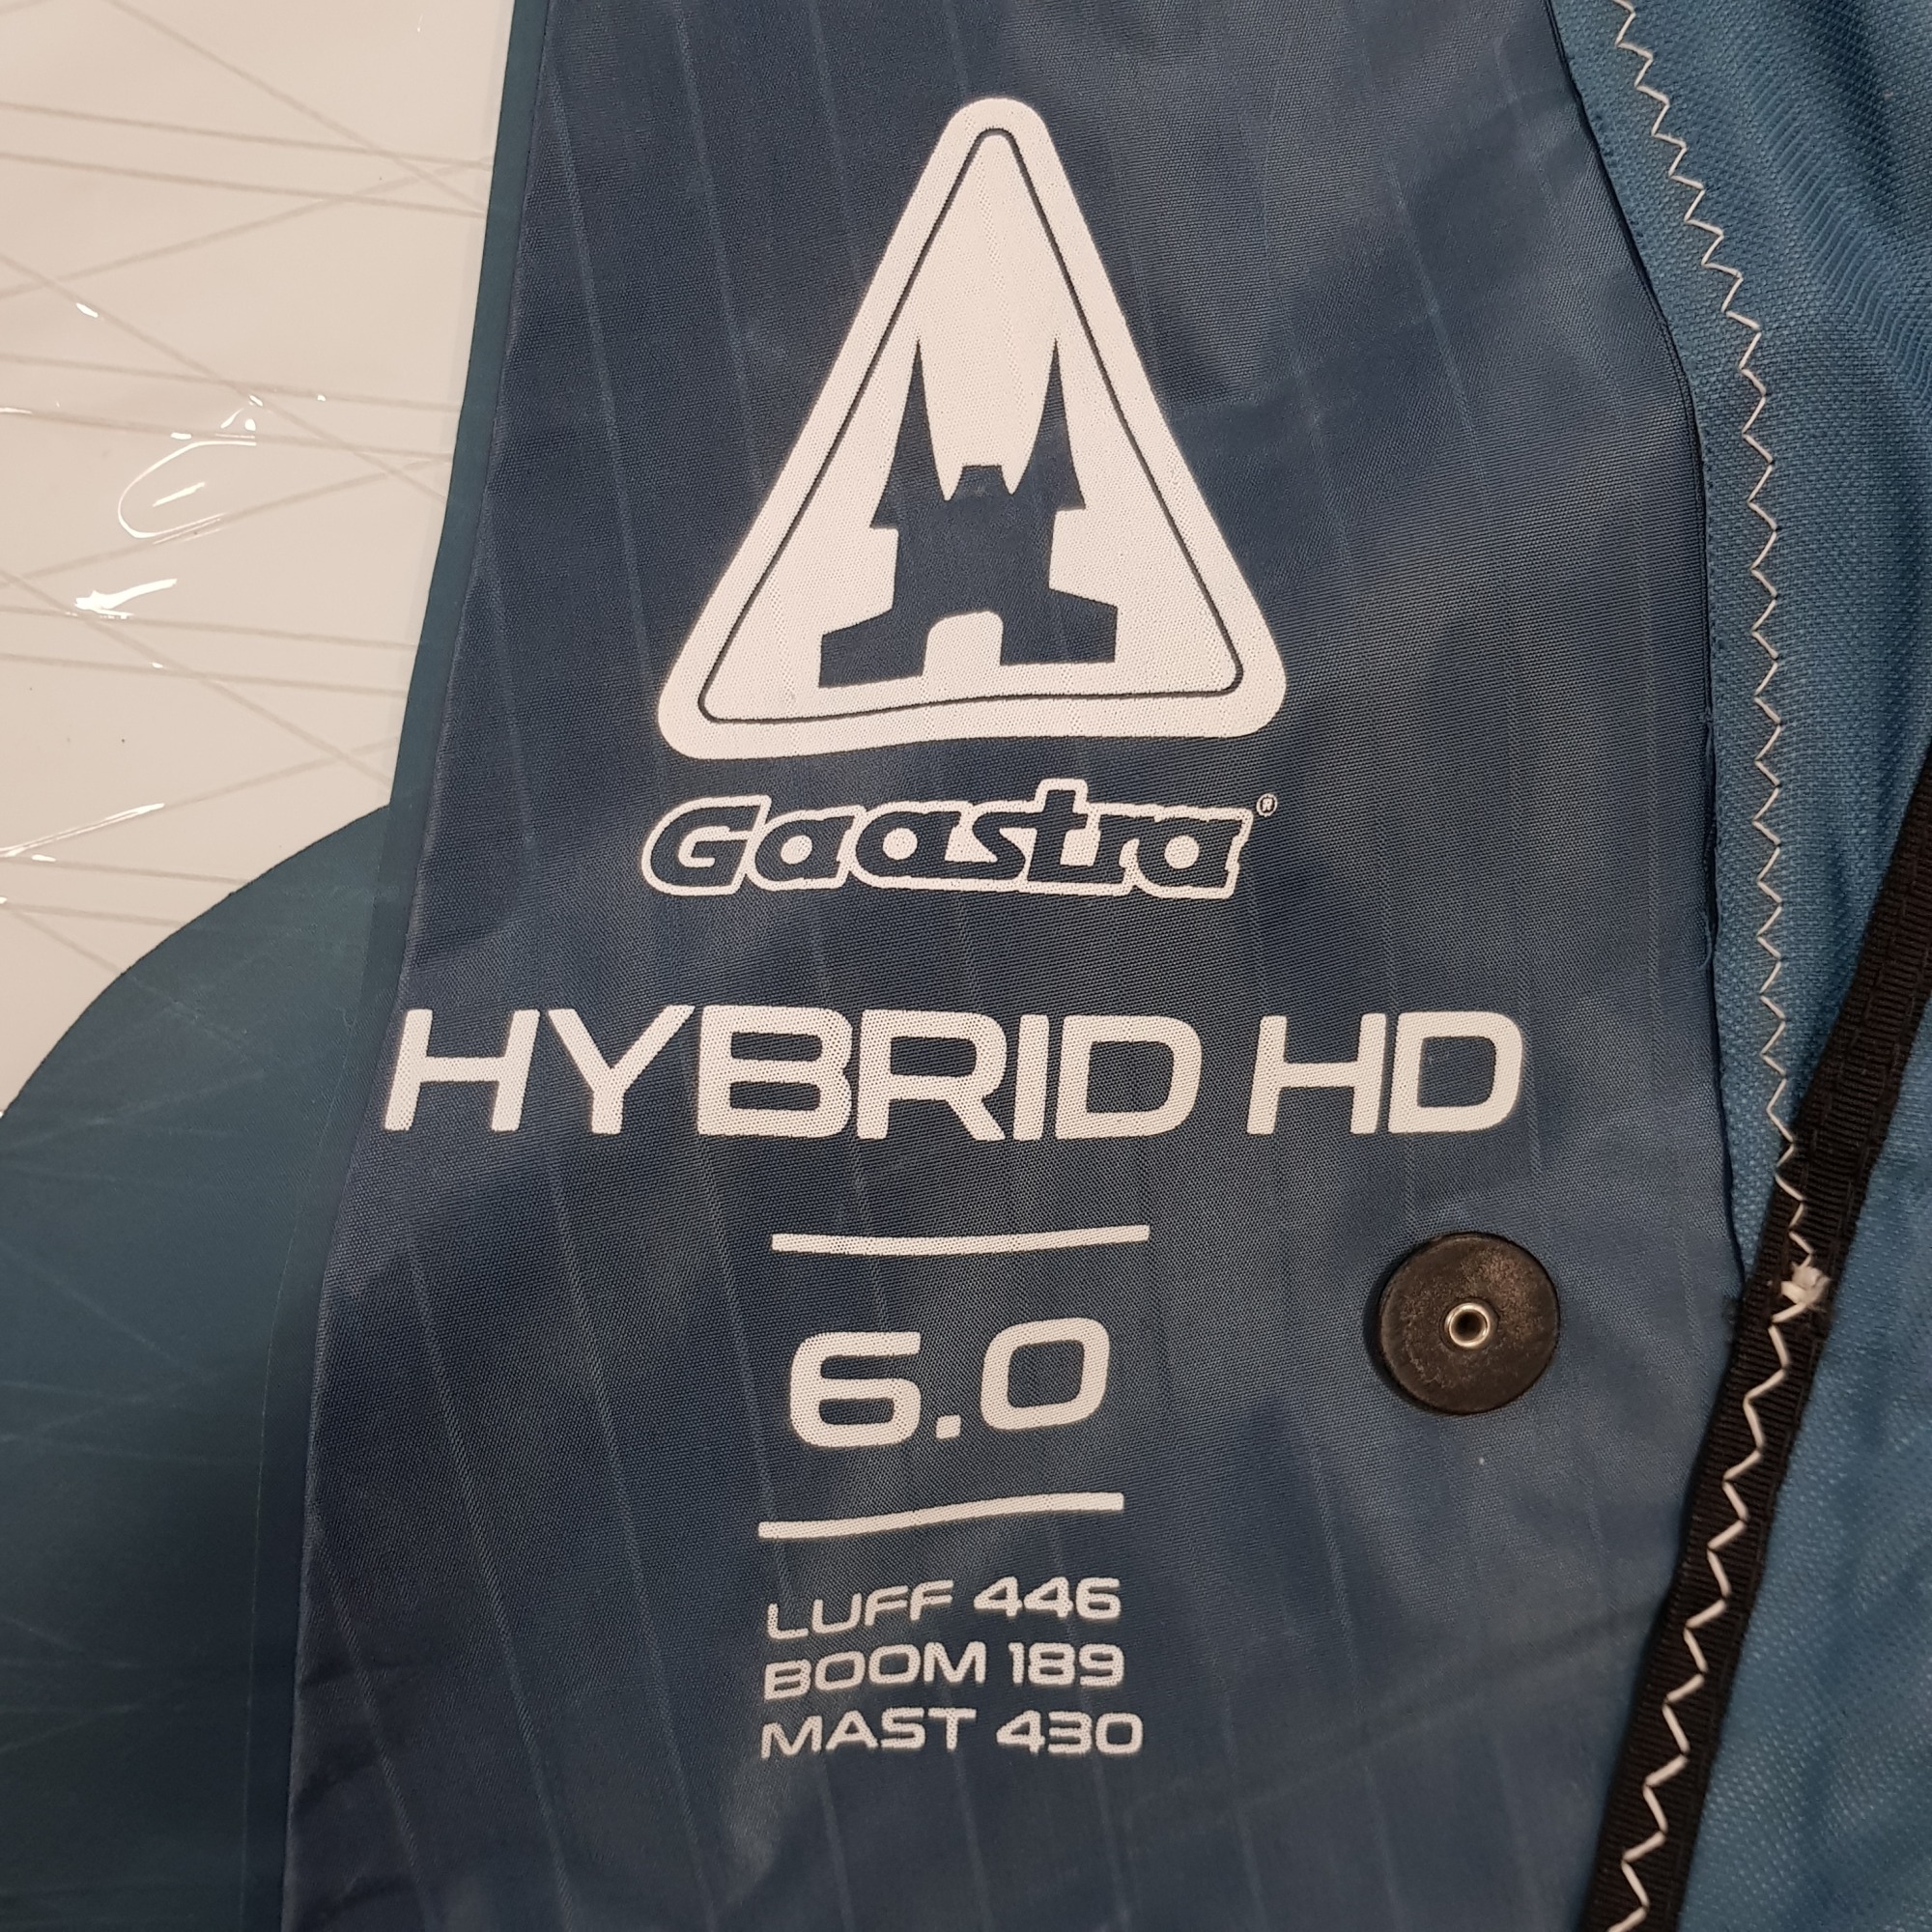 Gaastra®
HYBRID HD
6.0
LUFF 446
BOOM 189
MAST 430